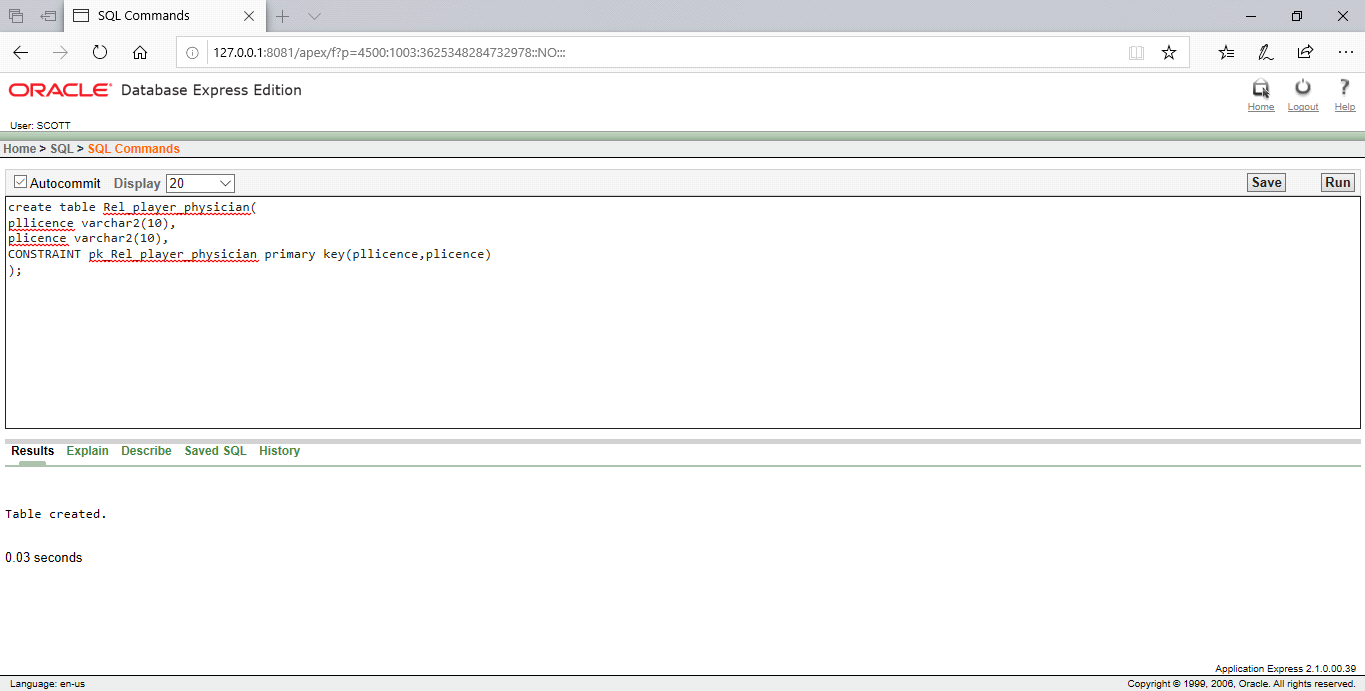 SQL Commands
127.0.0.1:8081/apex/f?p=4500:1003:3625348284732978::NO:::
ORACLE Database Express Edition
Home Logout Help
User: SCOTT
Home > SQL > SQL Commands
Autocommit Display 20 Save Run
create table Rel_player_physician(
pllicence varchar2(10),
plicence varchar2(10),
CONSTRAINT pk_Rel_player_physician primary key(pllicence,plicence)
);
Results Explain Describe Saved SQL History
Table created.
0.03 seconds
Application Express 2.1.0.00.39
Language: en-us Copyright © 1999, 2006, Oracle. All rights reserved.